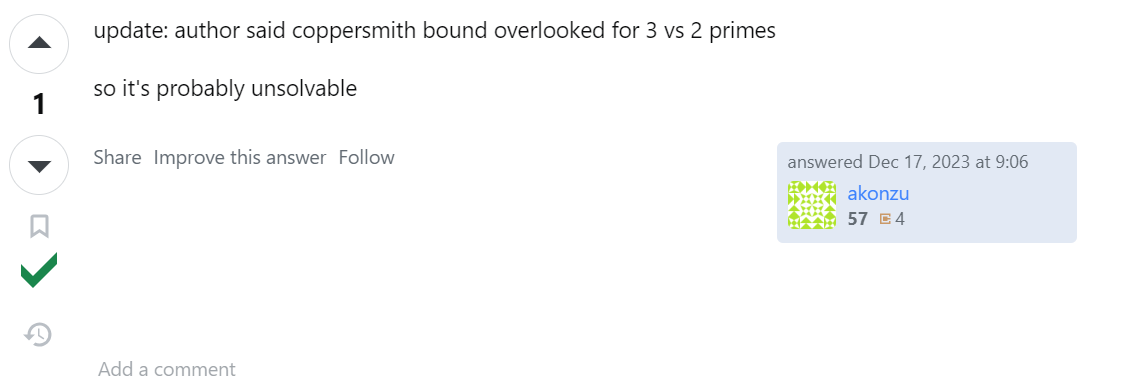 update: author said coppersmith bound overlooked for 3 vs 2 primes
1
so it's probably unsolvable
Share Improve this answer Follow
answered Dec 17, 2023 at 9:06
akonzu
57 4
Add a comment